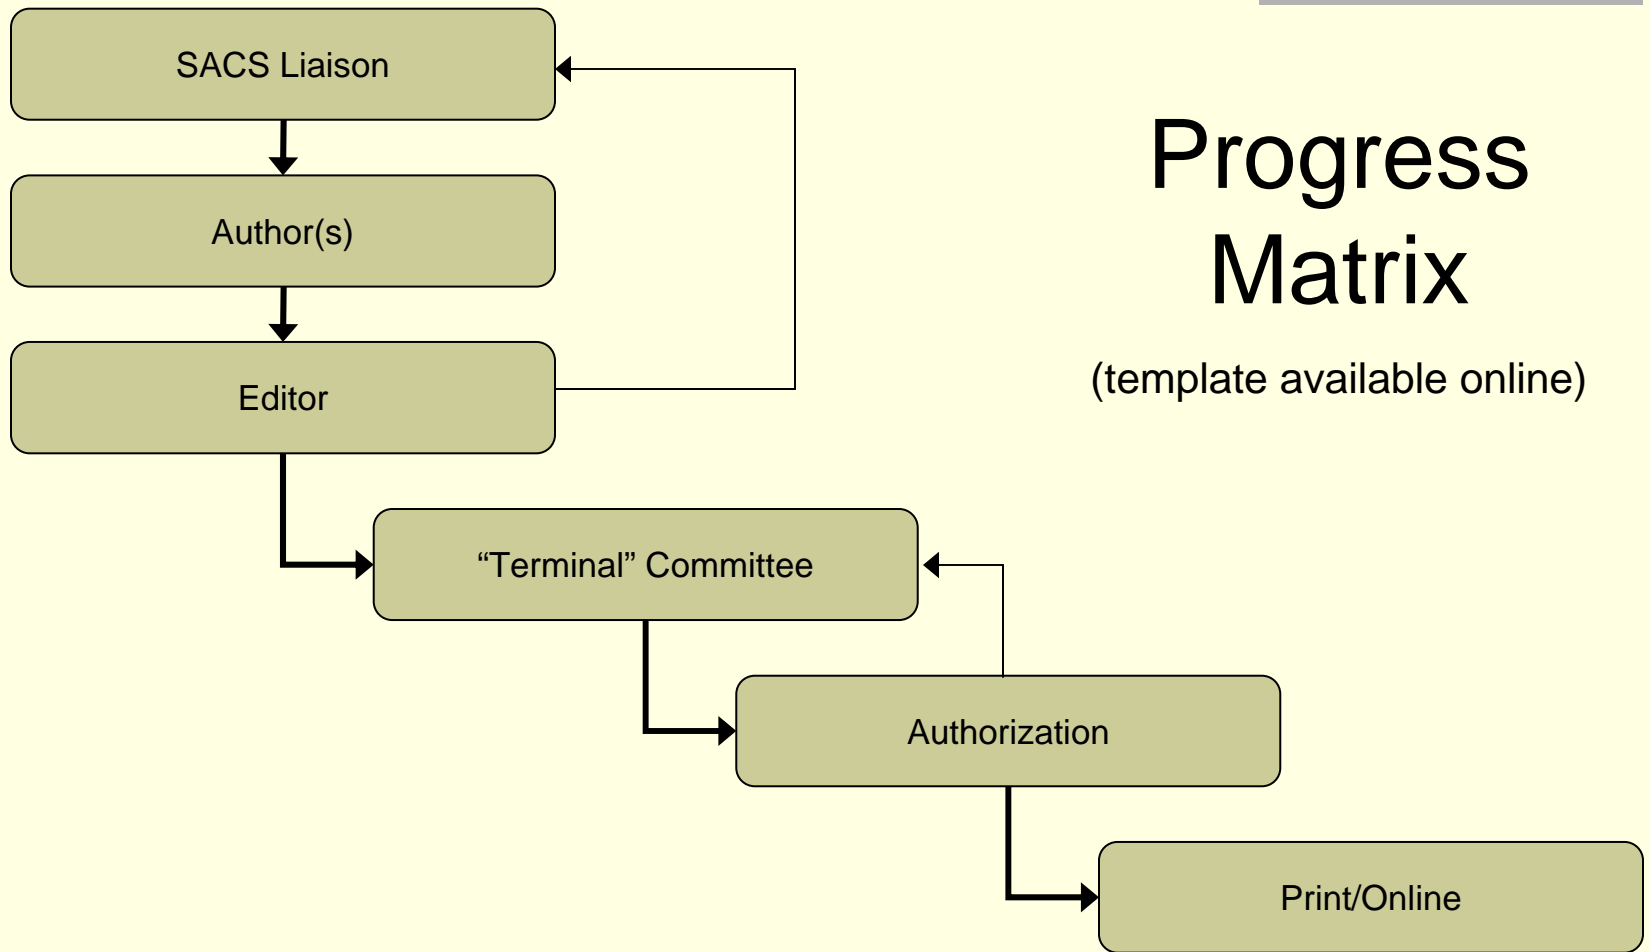 SACS Liaison
Author(s)
Editor
“Terminal” Committee
Authorization
Print/Online
Progress
Matrix
(template available online)